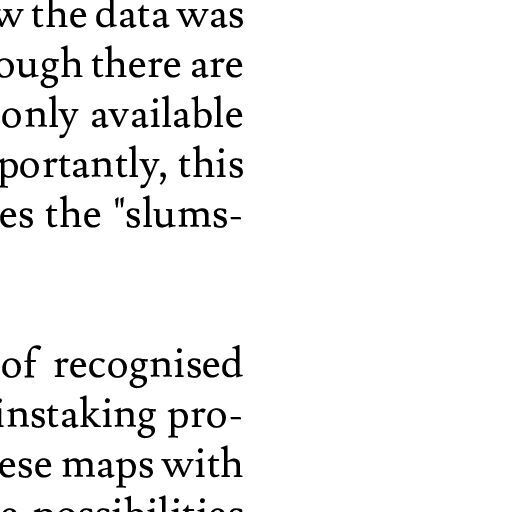 w the data was
ough there are
only available
portantly, this
es the "slums-
of recognised
instaking pro-
ese maps with
e possibilities